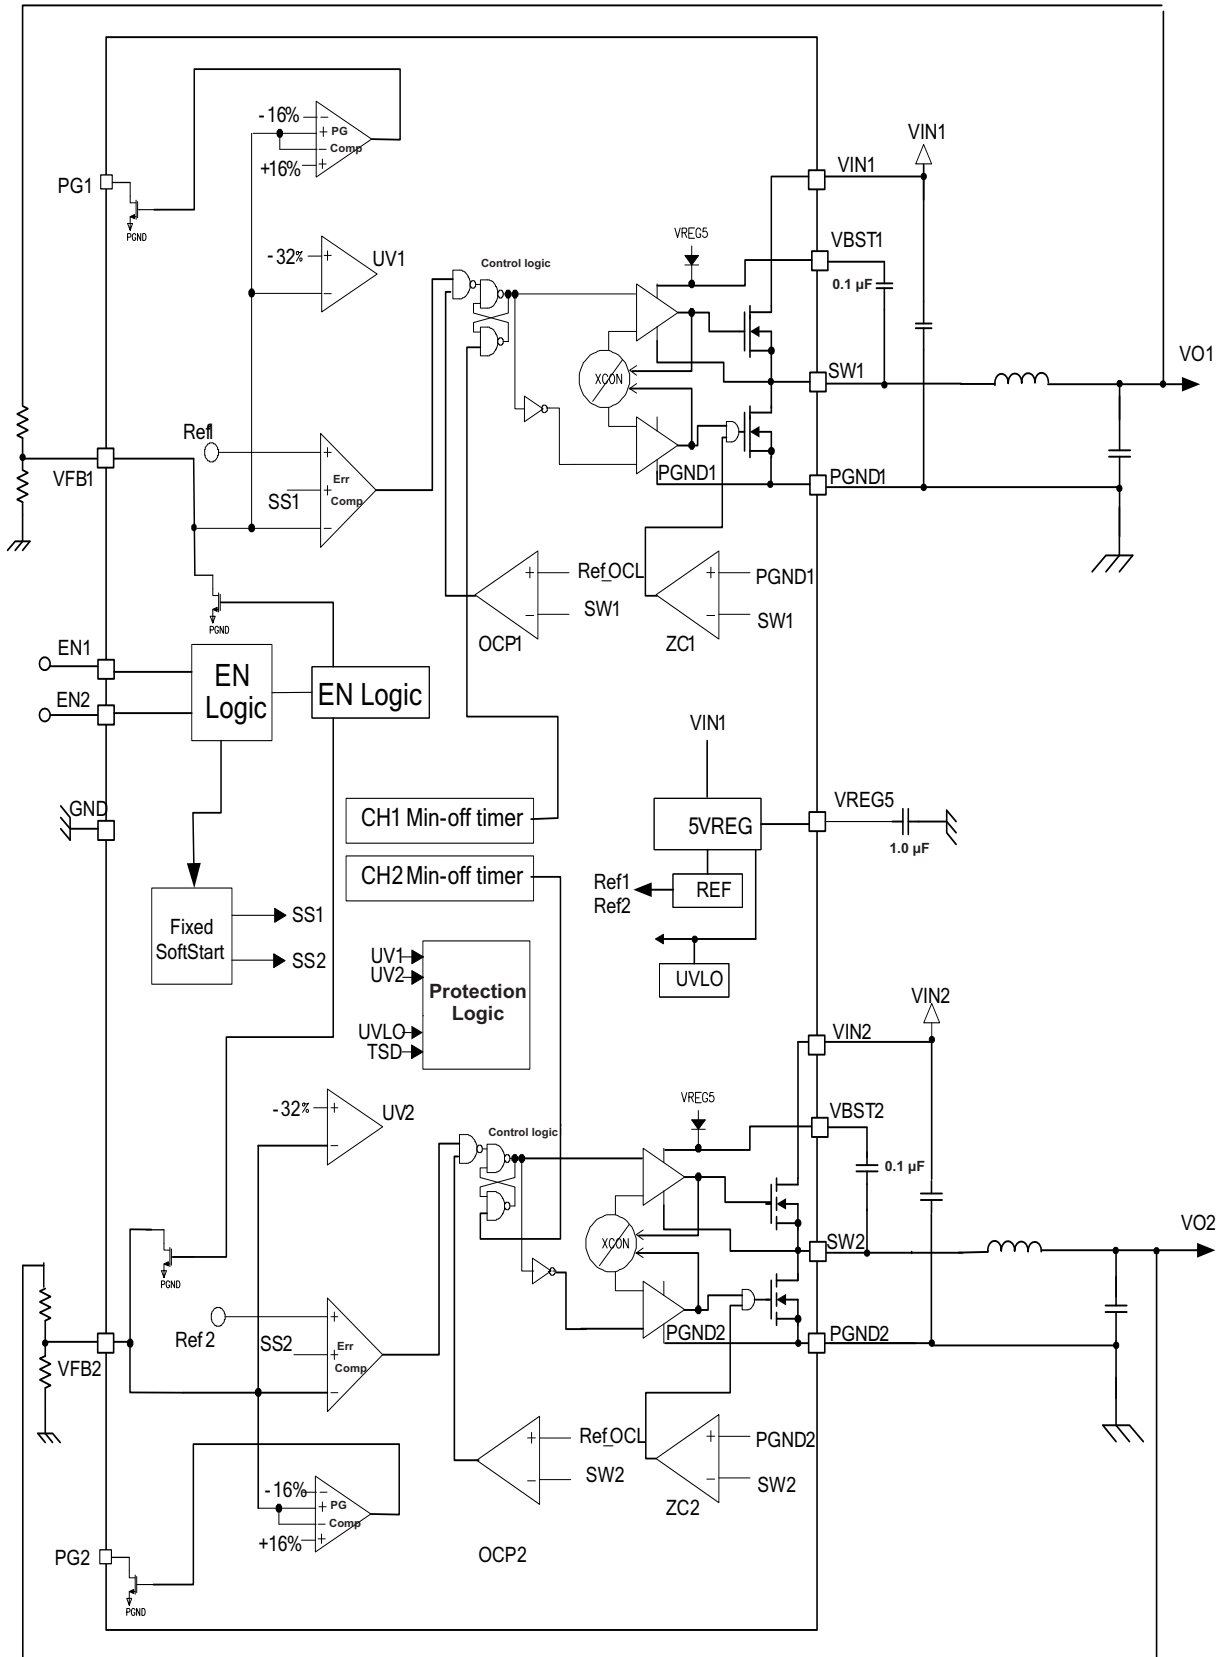 -16%
PG
Comp
+16%
VIN1
VIN1
PG1
PGND
VREG5
VBST1
-32%
UV1
Control logic
0.1 µF
XCON
SW1
VO1
Ref1
VFB1
Err
Comp
SS1
PGND1
PGND1
Ref_OCL
PGND1
SW1
SW1
OCP1
ZC1
PGND
EN1
EN2
EN
Logic
EN Logic
VIN1
GND
CH1 Min-off timer
5VREG
VREG5
1.0 µF
CH2 Min-off timer
Ref1
Ref2
REF
Fixed
SoftStart
SS1
SS2
UV1
UV2
Protection
Logic
UVLO
TSD
UVLO
VIN2
VIN2
-32%
UV2
VREG5
VBST2
Control logic
0.1 µF
XCON
SW2
VO2
PGND
Ref2
SS2
Err
Comp
PGND2
PGND2
VFB2
Ref_OCL
PGND2
SW2
SW2
ZC2
-16%
PG
Comp
+16%
OCP2
PG2
PGND